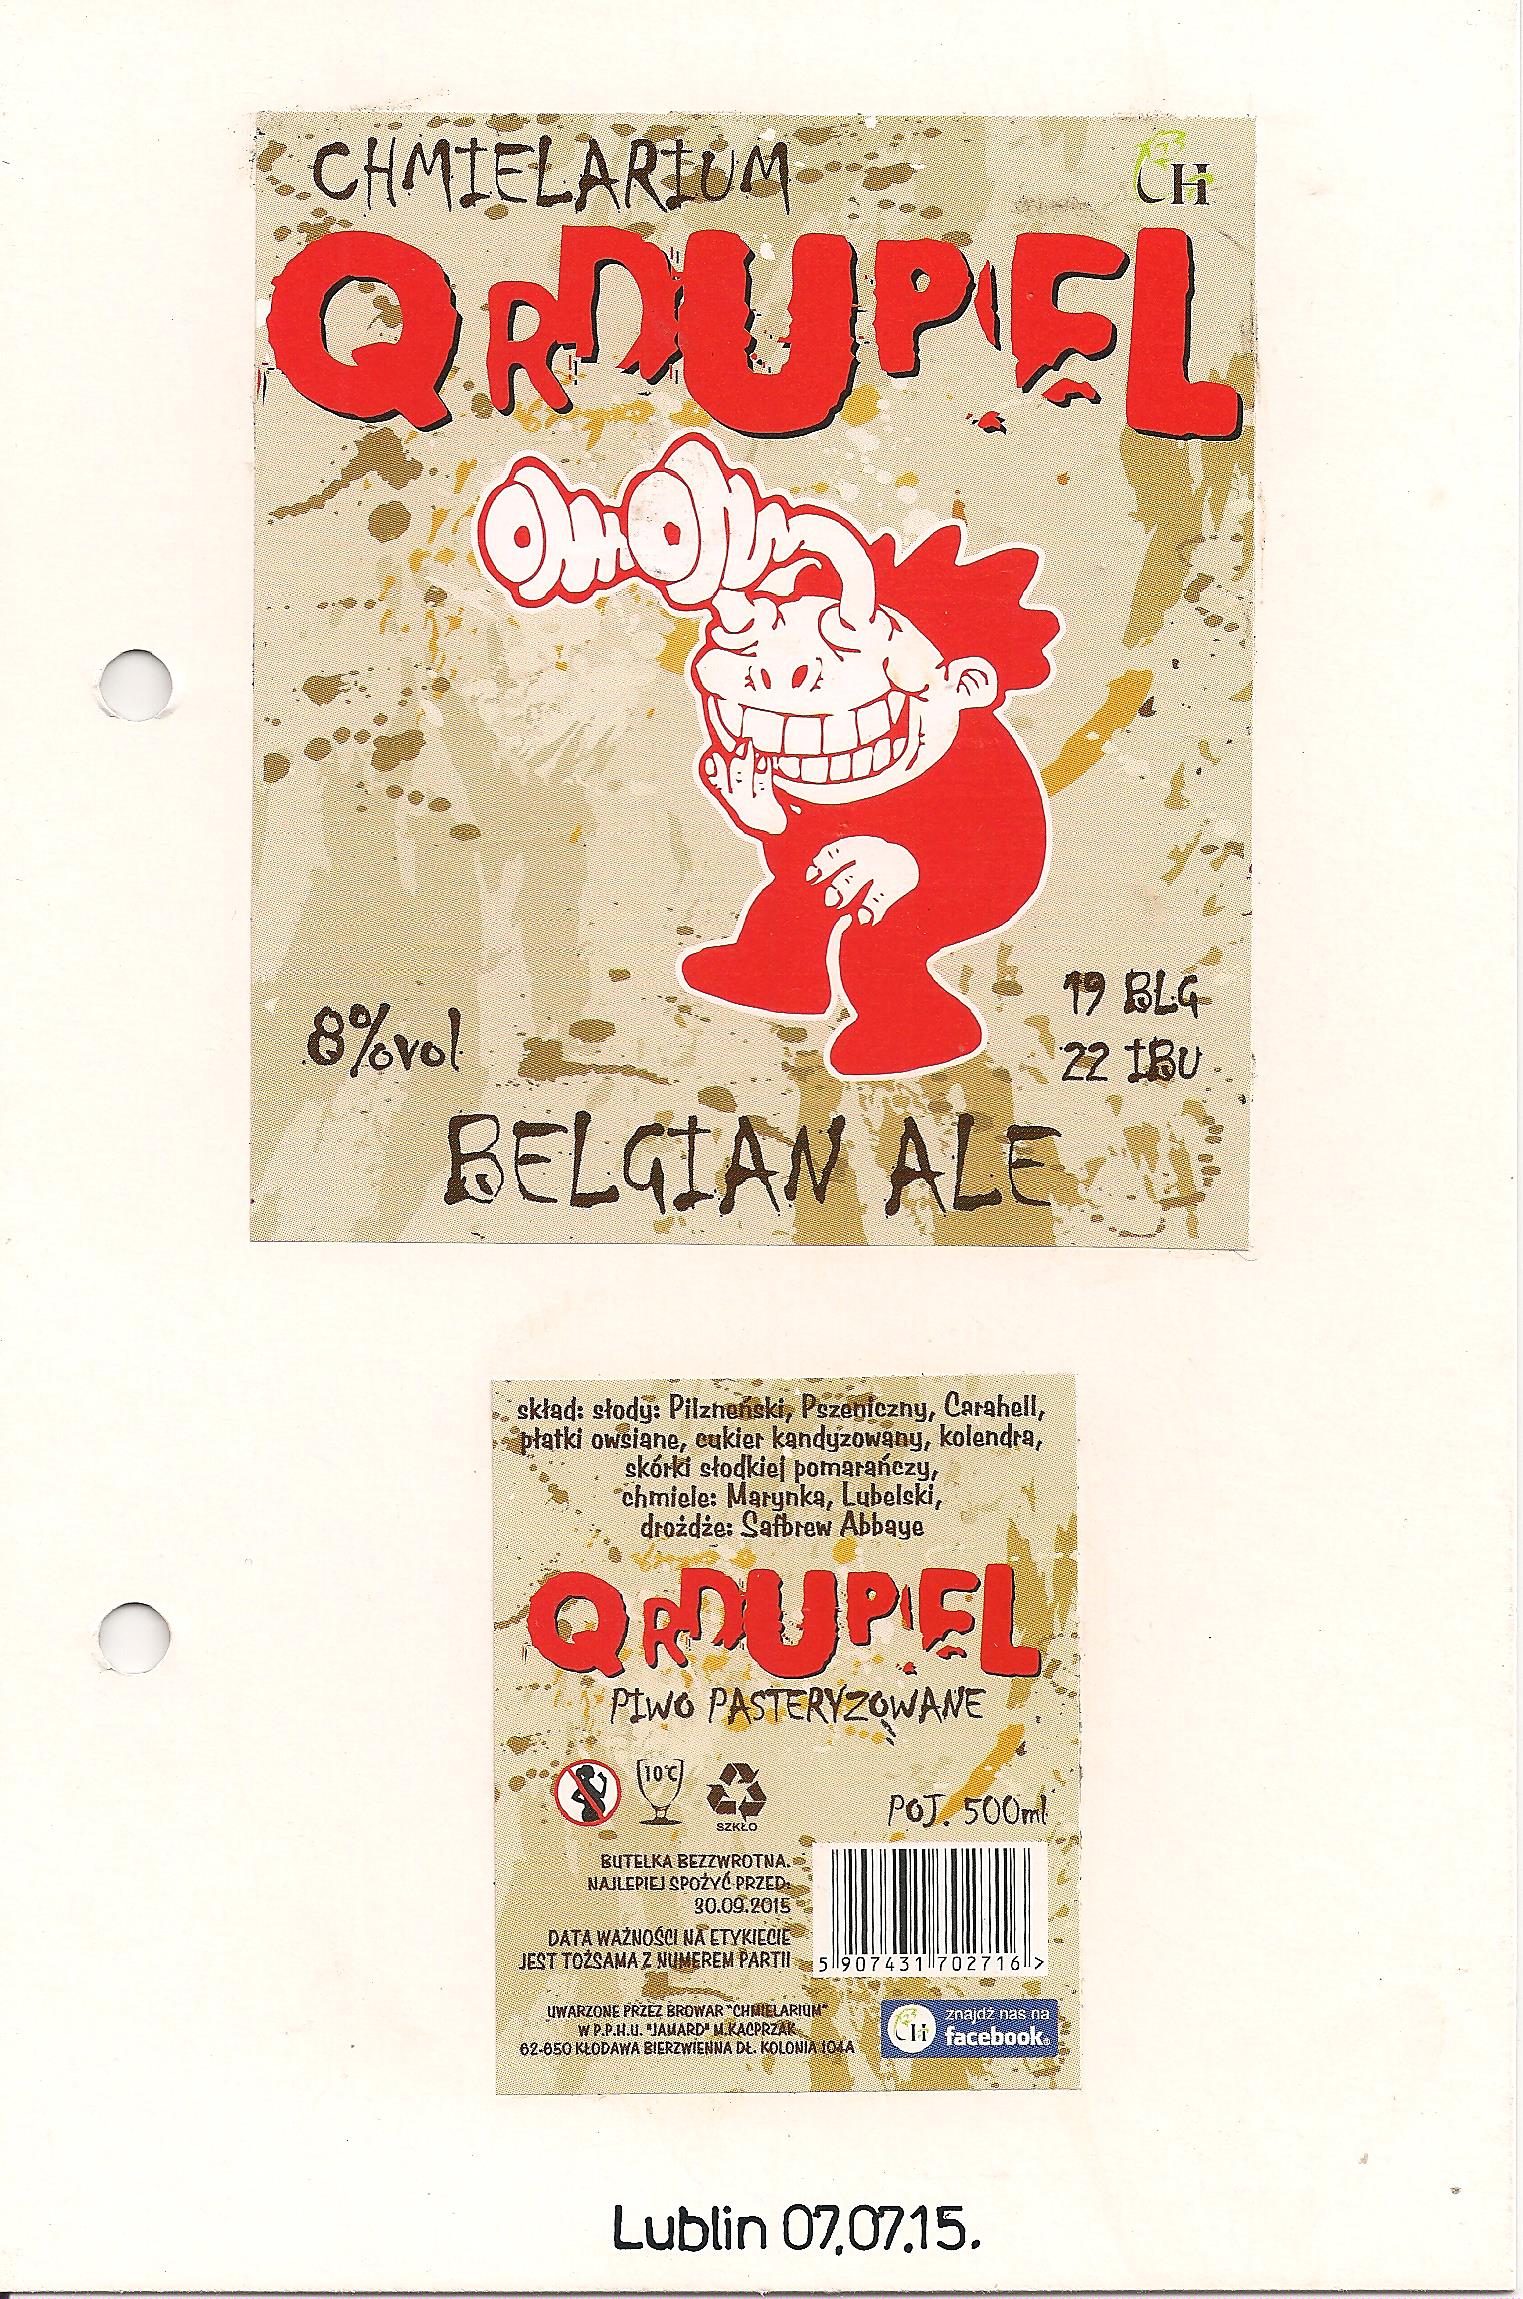 CHMIELARIUM
CH
QRDUPEL
8%vol
19 BLG
22 IBU
BELGIAN ALE
skład: słody: Pilzneński, Pszeniczny, Carahell,
płatki owsiane, cukier kandyzowany, kolendra,
skórki słodkiej pomarańczy,
chmiele: Marynka, Lubelski,
drożdże: Safbrew Abbaye
QRDUPEL
PIWO PASTERYZOWANE
10°C
SZKŁO
POJ. 500ml
BUTELKA BEZZWROTNA.
NAJLEPIEJ SPOŻYĆ PRZED:
30.09.2015
DATA WAŻNOŚCI NA ETYKIECIE
JEST TOŻSAMA Z NUMEREM PARTII
5 907431 702716 >
UWARZONE PRZEZ BROWAR "CHMIELARIUM"
W P.P.H.U. "JAMARD" M.KACPRZAK
62-650 KŁODAWA BIERZWIENNA DŁ. KOLONIA 104A
CH
znajdź nas na
facebook®
Lublin 07.07.15.